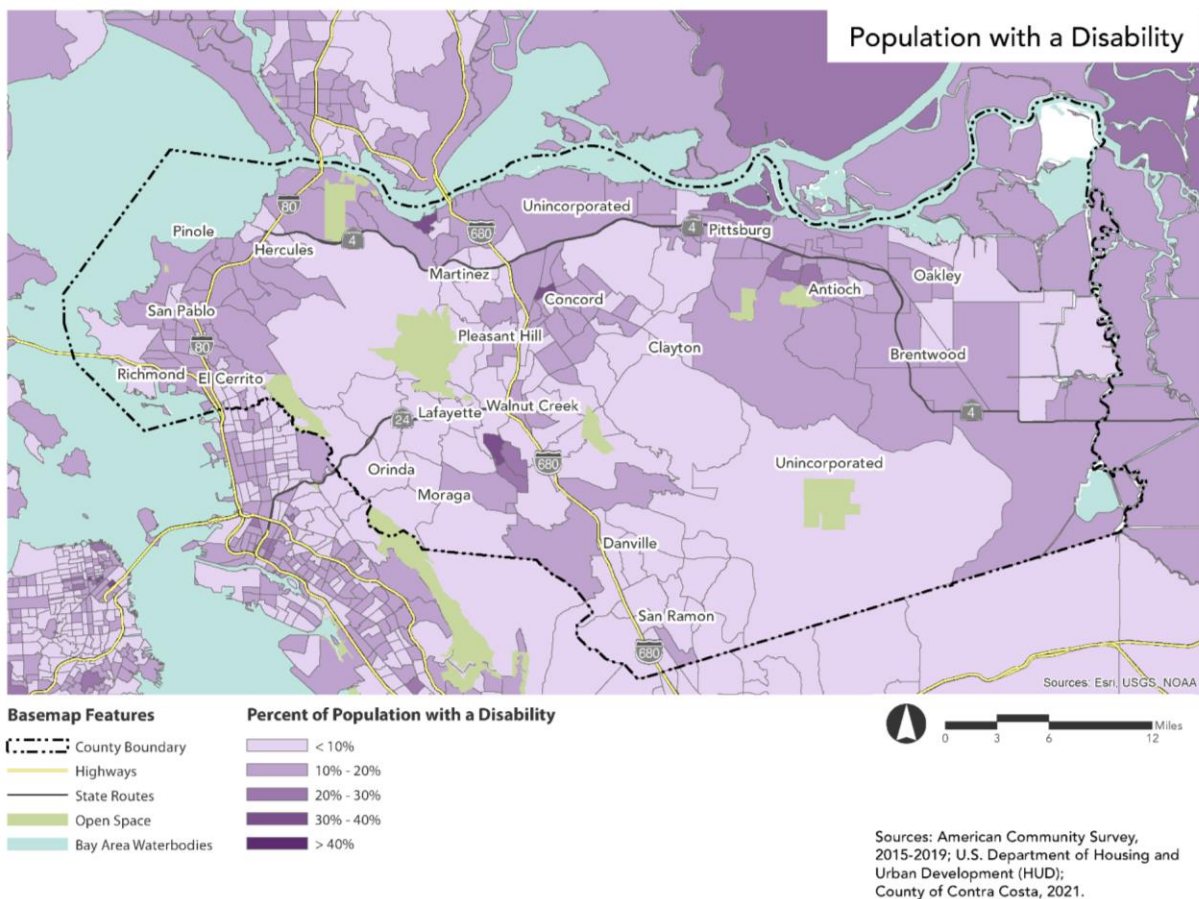 Population with a Disability
Unincorporated
80
Pinole
4
680
4
Pittsburg
Hercules
Martinez
Oakley
Antioch
Concord
San Pablo
Pleasant Hill
80
Clayton
Brentwood
Richmond
El Cerrito
Walnut Creek
Lafayette
24
4
680
Orinda
Unincorporated
Moraga
Danville
San Ramon
680
Sources: Esri, USGS, NOAA
Basemap Features
County Boundary
Highways
State Routes
Open Space
Bay Area Waterbodies
Percent of Population with a Disability
< 10%
10% - 20%
20% - 30%
30% - 40%
> 40%
Miles
0 3 6 12
Sources: American Community Survey,
2015-2019; U.S. Department of Housing and
Urban Development (HUD);
County of Contra Costa, 2021.